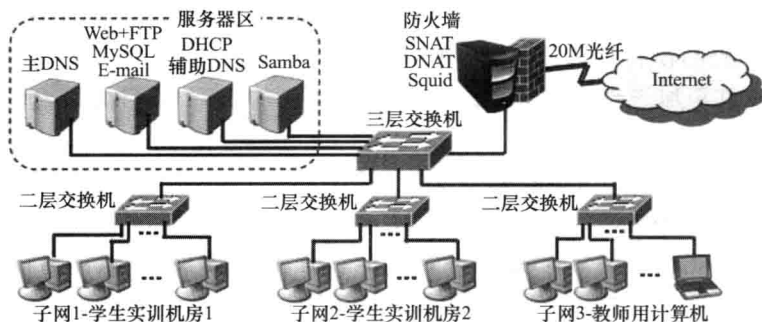 服务器区
主DNS
Web+FTP
MySQL
E-mail
DHCP
辅助DNS
Samba
防火墙
SNAT
DNAT
Squid
20M光纤
Internet
三层交换机
二层交换机
二层交换机
二层交换机
子网1-学生实训机房1
子网2-学生实训机房2
子网3-教师用计算机